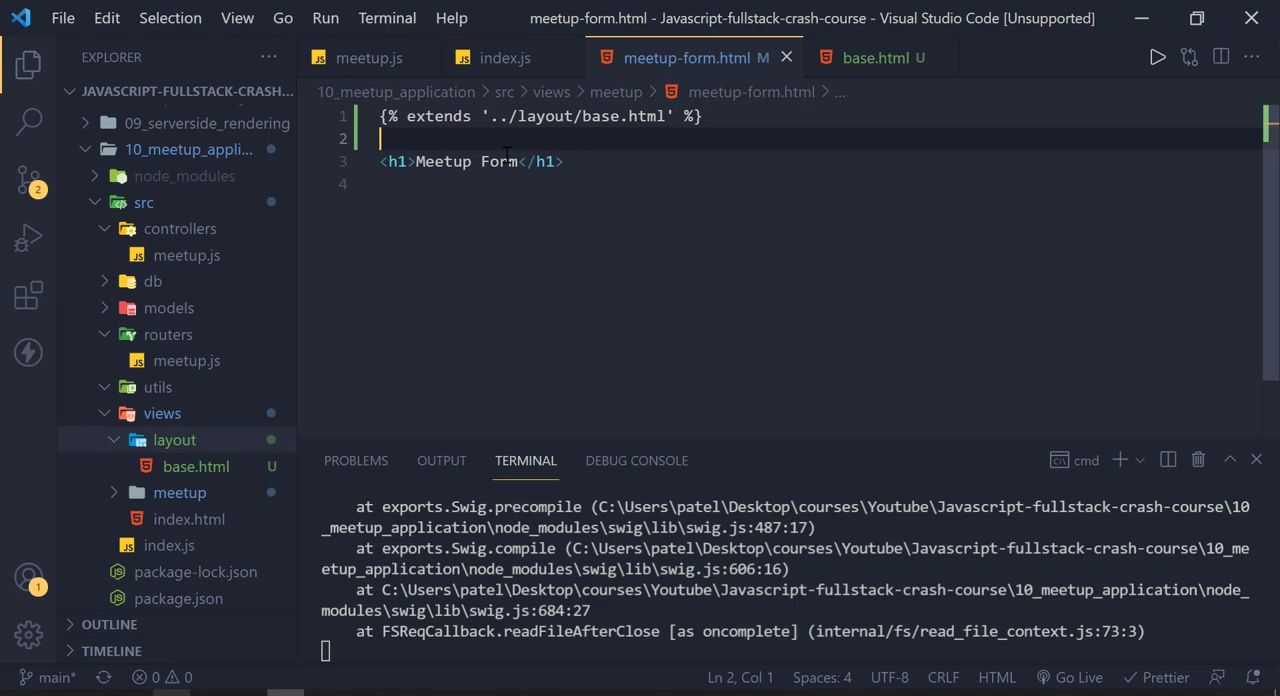 File Edit Selection View Go Run Terminal Help meetup-form.html - Javascript-fullstack-crash-course - Visual Studio Code [Unsupported]
EXPLORER ...
JAVASCRIPT-FULLSTACK-CRASH...
09_serverside_rendering
10_meetup_appli...
node_modules
src
controllers
JS meetup.js
db
models
routers
JS meetup.js
utils
views
layout
base.html U
meetup
index.html
JS index.js
package-lock.json
package.json
OUTLINE
TIMELINE
2
1
JS meetup.js JS index.js meetup-form.html M base.html U ...
10_meetup_application > src > views > meetup > meetup-form.html > ...
1 {% extends '../layout/base.html' %}
2
3 <h1>Meetup Form</h1>
4
PROBLEMS OUTPUT TERMINAL DEBUG CONSOLE cmd
at exports.Swig.precompile (C:\Users\patel\Desktop\courses\Youtube\Javascript-fullstack-crash-course\10
_meetup_application\node_modules\swig\lib\swig.js:487:17)
at exports.Swig.compile (C:\Users\patel\Desktop\courses\Youtube\Javascript-fullstack-crash-course\10_me
etup_application\node_modules\swig\lib\swig.js:606:16)
at C:\Users\patel\Desktop\courses\Youtube\Javascript-fullstack-crash-course\10_meetup_application\node_
modules\swig\lib\swig.js:684:27
at FSReqCallback.readFileAfterClose [as oncomplete] (internal/fs/read_file_context.js:73:3)
main* 0 0 Ln 2, Col 1 Spaces: 4 UTF-8 CRLF HTML Go Live Prettier